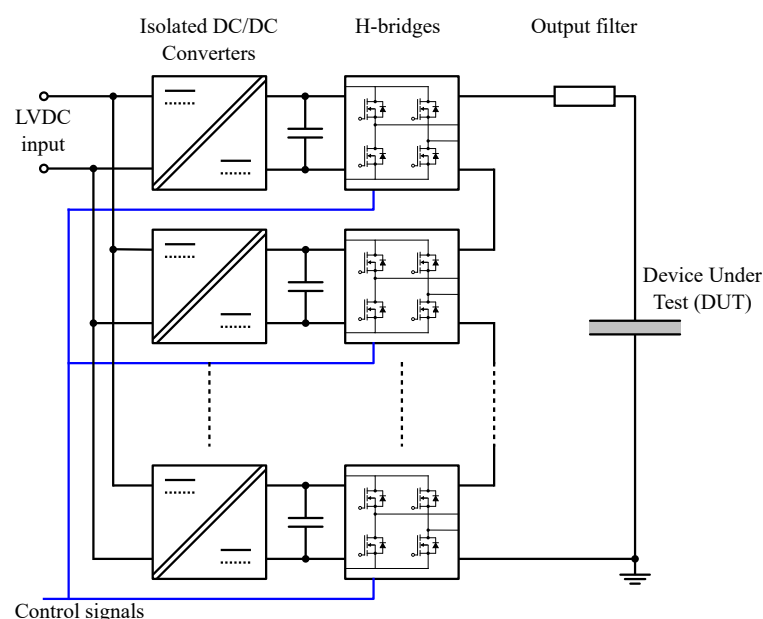 Isolated DC/DC
Converters
H-bridges
Output filter
LVDC
input
Device Under
Test (DUT)
Control signals